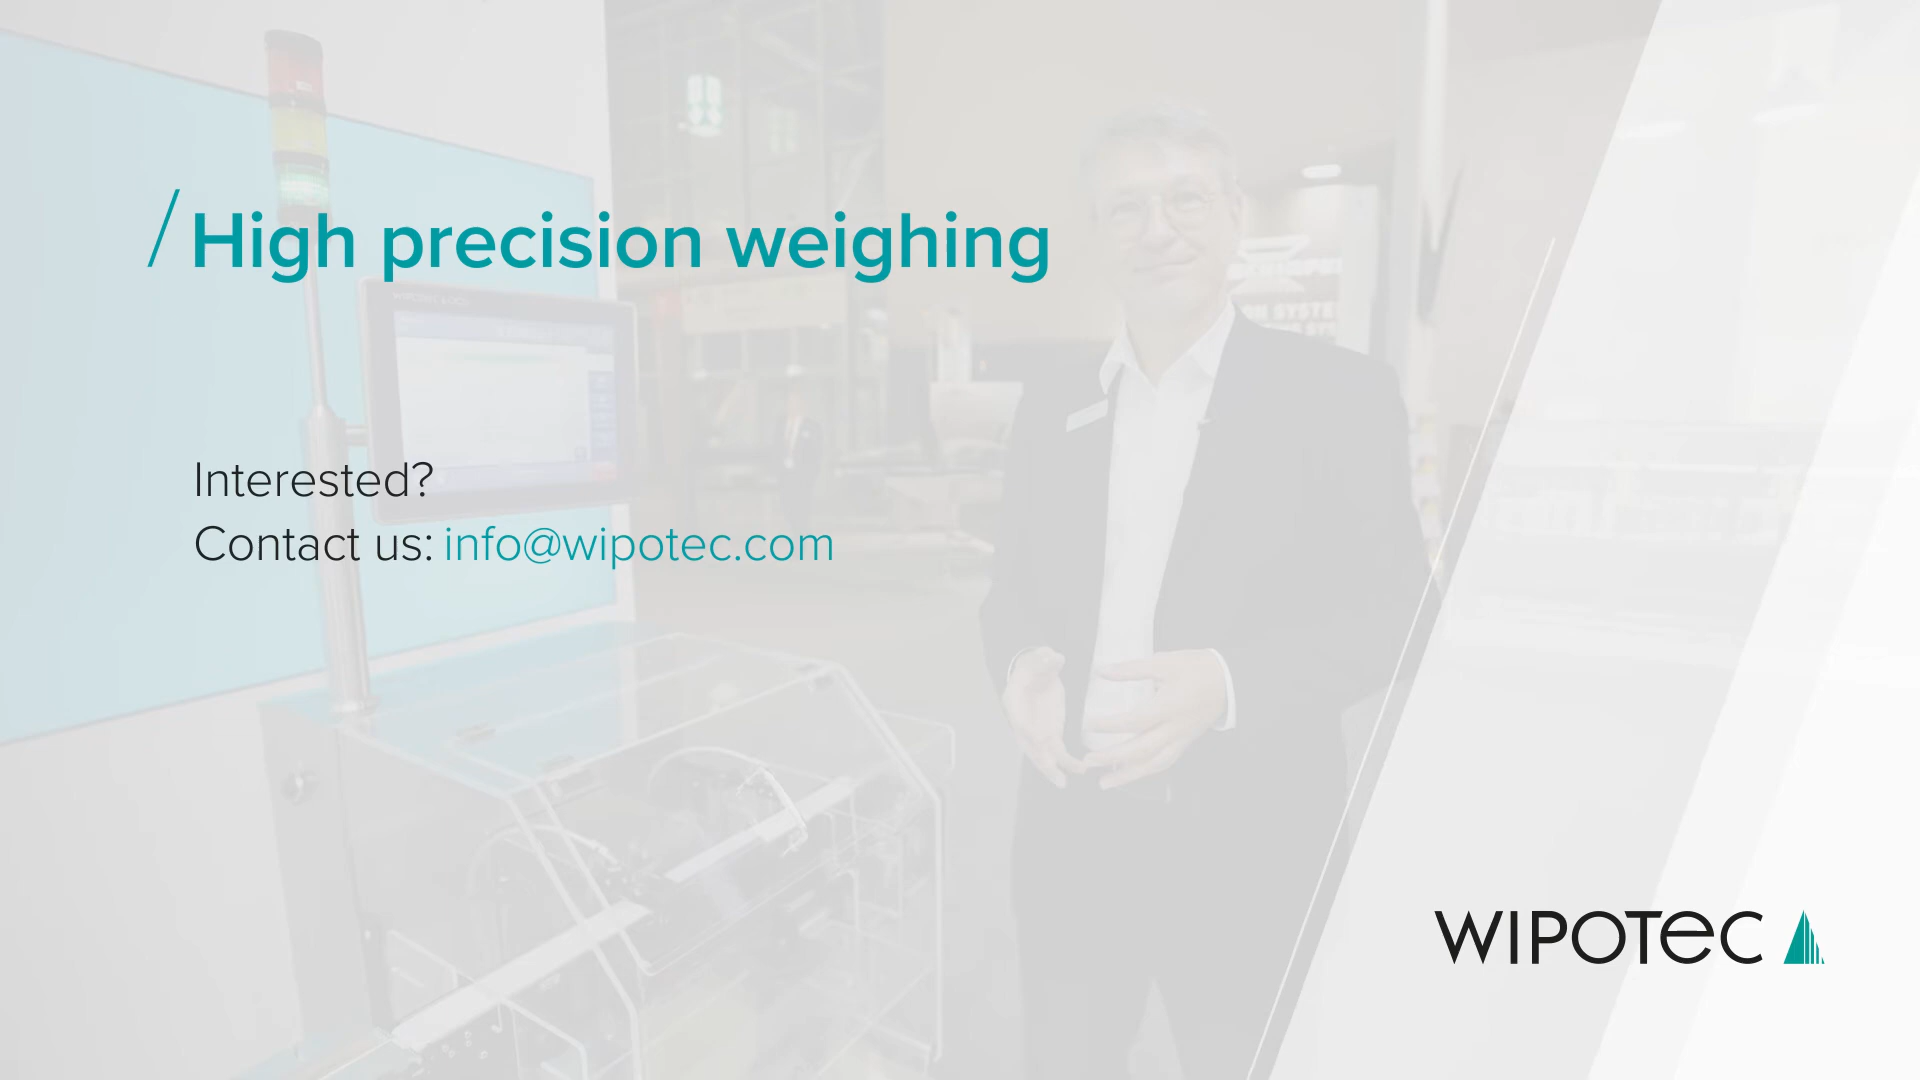 / High precision weighing
Interested?
Contact us: info@wipotec.com
WIPOTEC